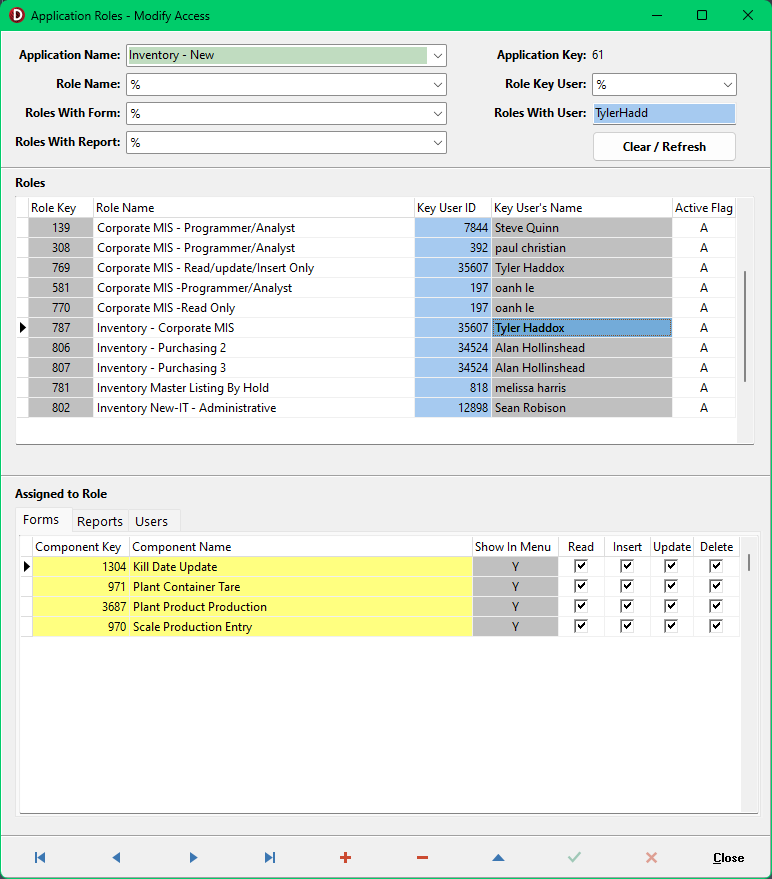 Application Roles - Modify Access
Application Name: Inventory - New Application Key: 61
Role Name: % Role Key User: %
Roles With Form: % Roles With User: TylerHadd
Roles With Report: % Clear / Refresh
Roles
Role Key Role Name Key User ID Key User's Name Active Flag
139 Corporate MIS - Programmer/Analyst 7844 Steve Quinn A
308 Corporate MIS - Programmer/Analyst 392 paul christian A
769 Corporate MIS - Read/update/Insert Only 35607 Tyler Haddox A
581 Corporate MIS -Programmer/Analyst 197 oanh le A
770 Corporate MIS -Read Only 197 oanh le A
787 Inventory - Corporate MIS 35607 Tyler Haddox A
806 Inventory - Purchasing 2 34524 Alan Hollinshead A
807 Inventory - Purchasing 3 34524 Alan Hollinshead A
781 Inventory Master Listing By Hold 818 melissa harris A
802 Inventory New-IT - Administrative 12898 Sean Robison A
Assigned to Role
Forms Reports Users
Component Key Component Name Show In Menu Read Insert Update Delete
1304 Kill Date Update Y
971 Plant Container Tare Y
3687 Plant Product Production Y
970 Scale Production Entry Y
Close